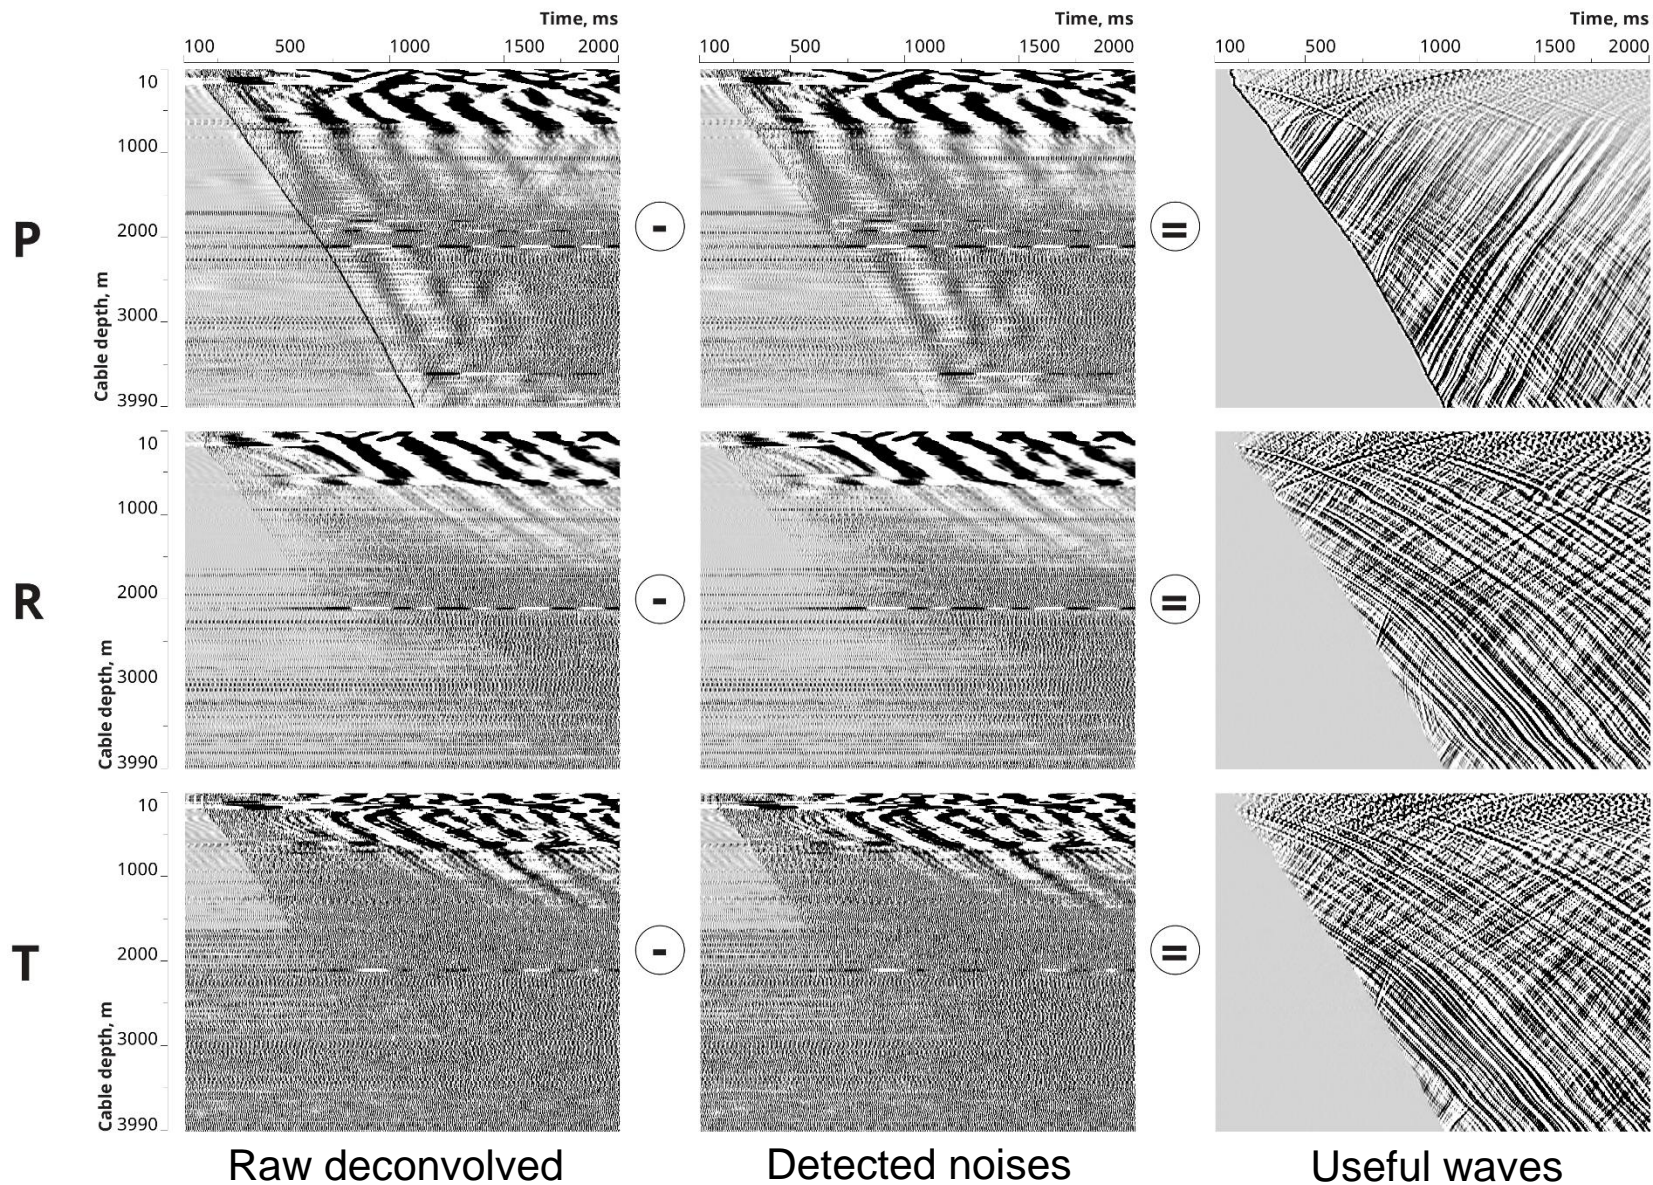 Time, ms Time, ms Time, ms
100 500 1000 1500 2000 100 500 1000 1500 2000 100 500 1000 1500 2000
10
1000
P - =
2000
3000
Cable depth, m
3990
10
1000
R - =
2000
3000
Cable depth, m
3990
10
1000
T - =
2000
3000
Cable depth, m
3990
Raw deconvolved Detected noises Useful waves